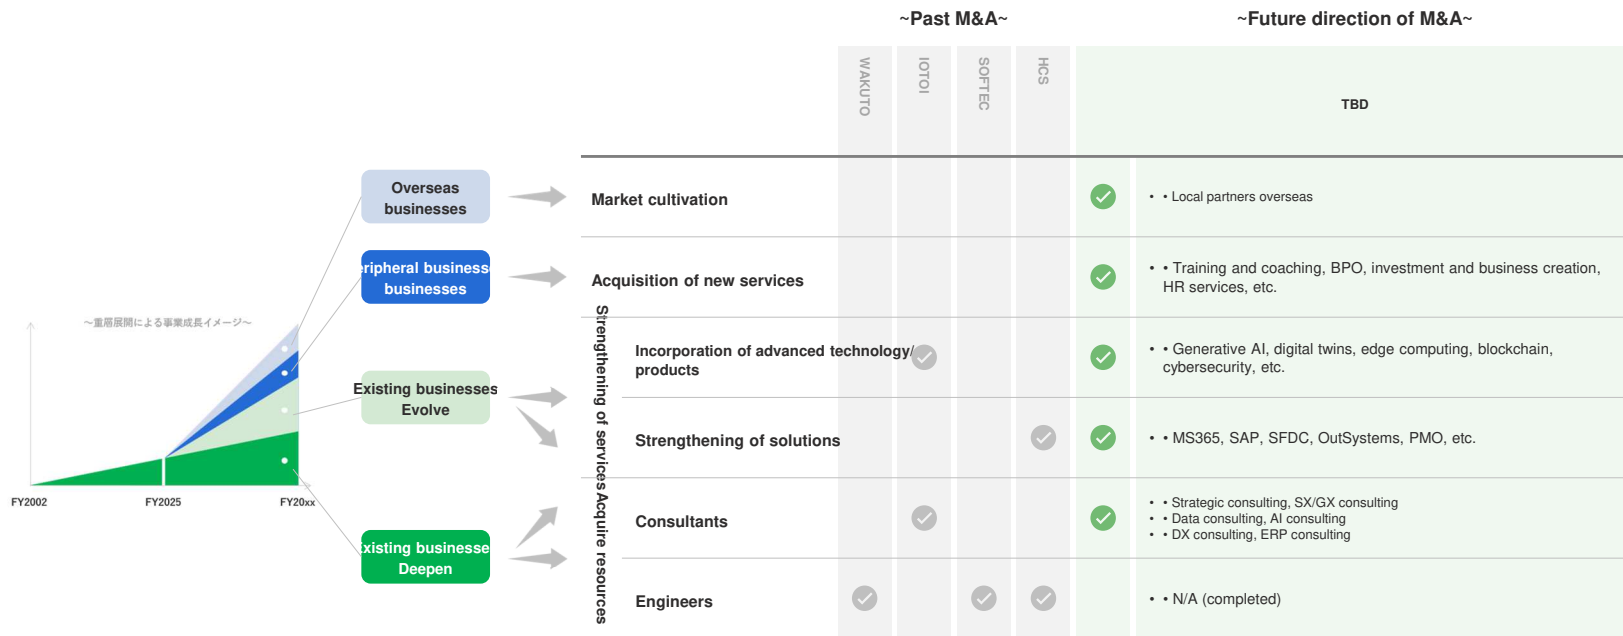 ~Past M&A~
~Future direction of M&A~
WAKUTO
IOTOI
SOFTEC
HCS
TBD
Overseas
businesses
Market cultivation
• • Local partners overseas
eripheral businesse
businesses
Acquisition of new services
• • Training and coaching, BPO, investment and business creation,
HR services, etc.
～重層展開による事業成長イメージ～
FY2002
FY2025
FY20xx
Existing businesses
Evolve
Strengthening of services
Incorporation of advanced technology/
products
• • Generative AI, digital twins, edge computing, blockchain,
cybersecurity, etc.
Strengthening of solutions
• • MS365, SAP, SFDC, OutSystems, PMO, etc.
Existing businesse
Deepen
Acquire resources
Consultants
• • Strategic consulting, SX/GX consulting
• • Data consulting, AI consulting
• • DX consulting, ERP consulting
Engineers
• • N/A (completed)